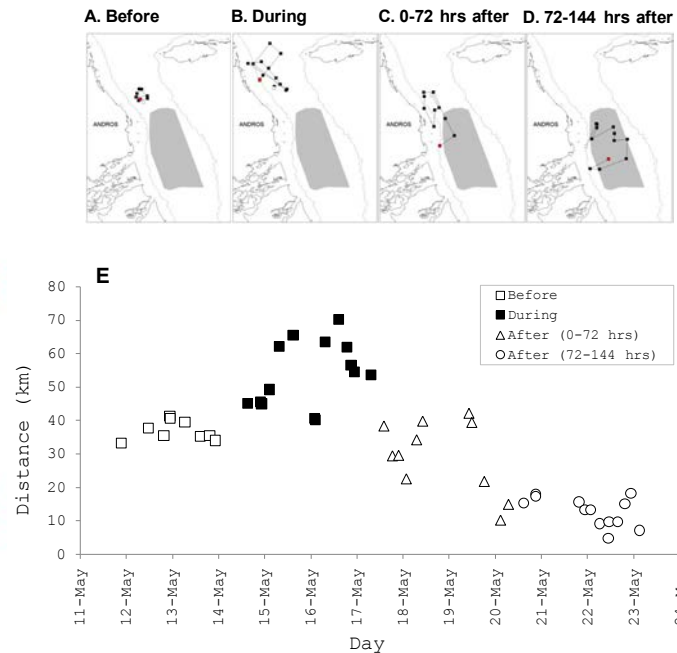 A. Before
B. During
C. 0-72 hrs after
D. 72-144 hrs after
ANDROS
ANDROS
ANDROS
ANDROS
E
80
70
60
50
40
30
20
10
0
Distance (km)
Before
During
After (0-72 hrs)
After (72-144 hrs)
11-May
12-May
13-May
14-May
15-May
16-May
17-May
18-May
19-May
20-May
21-May
22-May
23-May
Day